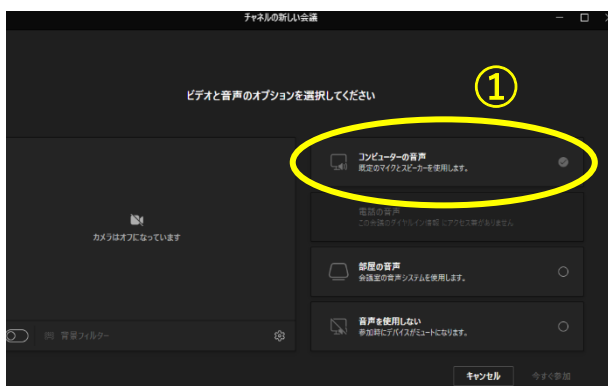 チャネルの新しい会議
ビデオと音声のオプションを選択してください
①
コンピューターの音声
既定のマイクとスピーカーを使用します。
電話の音声
この会議のダイヤルイン情報 にアクセス権がありません
カメラはオフになっています
部屋の音声
会議室の音声システムを使用します。
音声を使用しない
参加時にデバイスがミュートになります。
背景フィルター
キャンセル
今すぐ参加